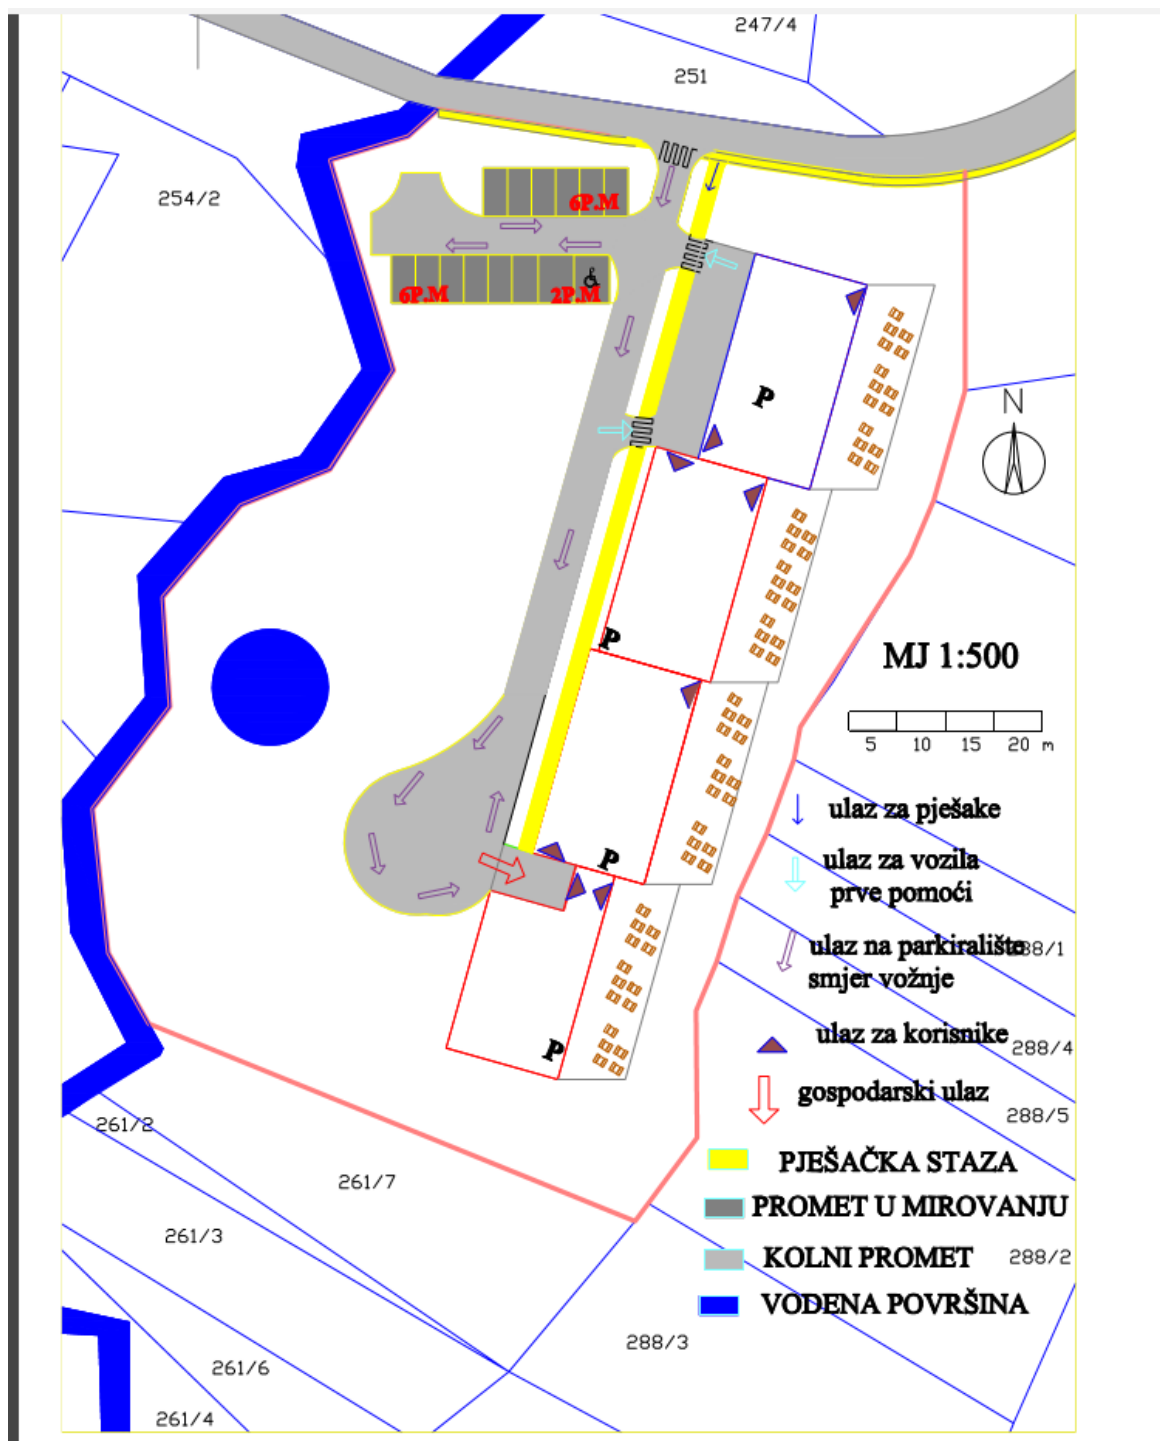 247/4
251
254/2
6P.M
6P.M
2P.M
P
N
P
MJ 1:500
5 10 15 20 m
ulaz za pješake
P
ulaz za vozila
prve pomoći
ulaz na parkiralište
288/1
smjer vožnje
ulaz za korisnike
288/4
P
gospodarski ulaz
288/5
261/2
PJEŠAČKA STAZA
261/7
PROMET U MIROVANJU
261/3
KOLNI PROMET
288/2
VODENA POVRŠINA
288/3
261/6
261/4